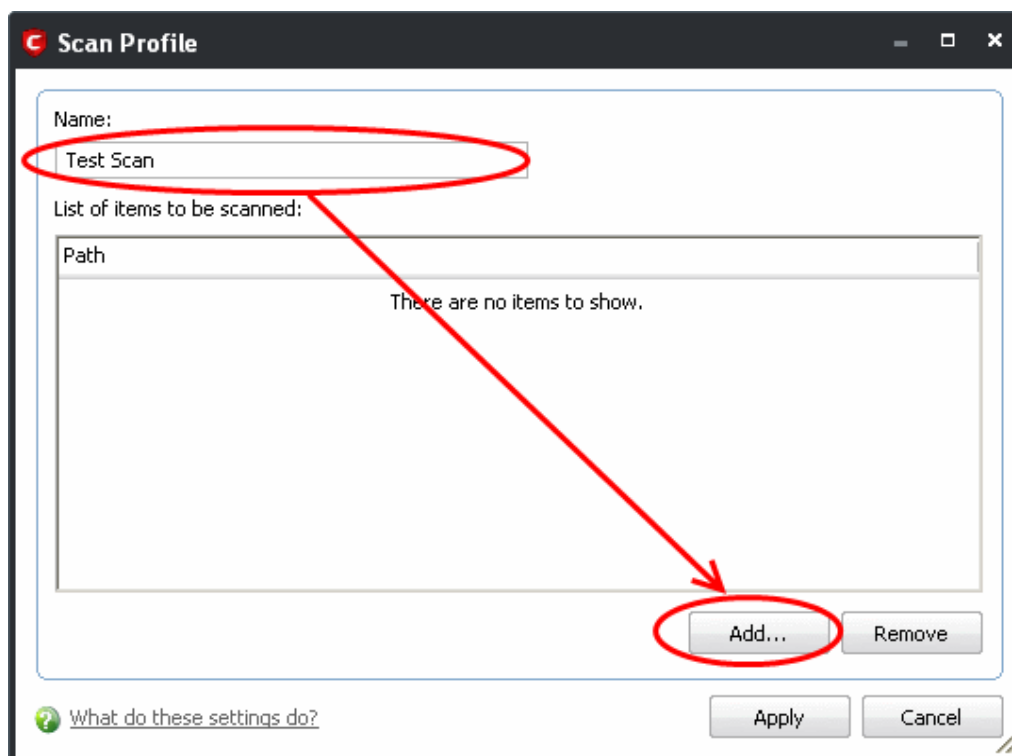 Scan Profile
Name:
Test Scan
List of items to be scanned:
Path
There are no items to show.
Add...
Remove
What do these settings do?
Apply
Cancel